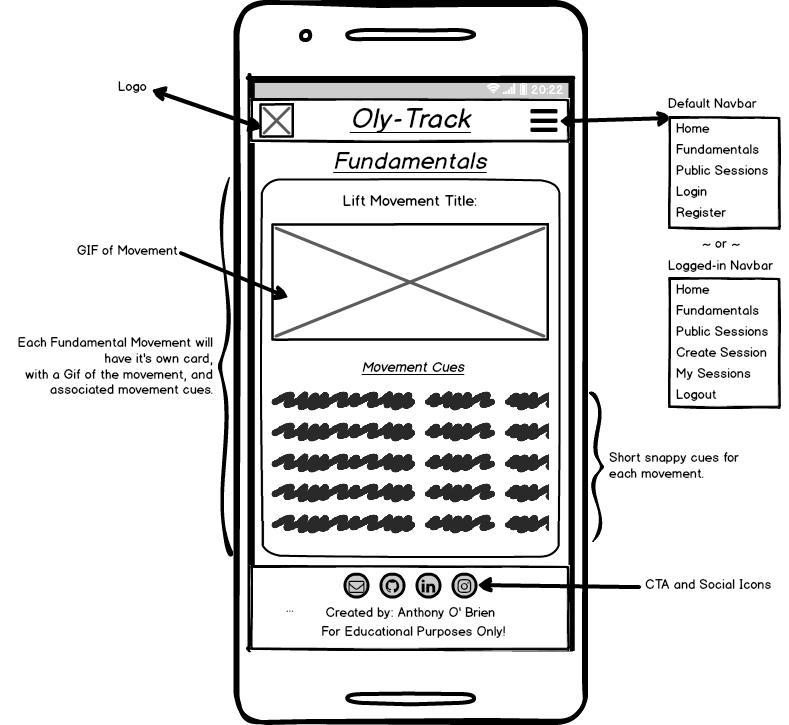 20:22
Logo
Oly-Track
Default Navbar
Home
Fundamentals
Public Sessions
Login
Register
~ or ~
Logged-in Navbar
Home
Fundamentals
Public Sessions
Create Session
My Sessions
Logout
Fundamentals
Lift Movement Title:
GIF of Movement
Each Fundamental Movement will
have it's own card,
with a Gif of the movement, and
associated movement cues.
Movement Cues
Short snappy cues for
each movement.
in
CTA and Social Icons
...
Created by: Anthony O' Brien
For Educational Purposes Only!